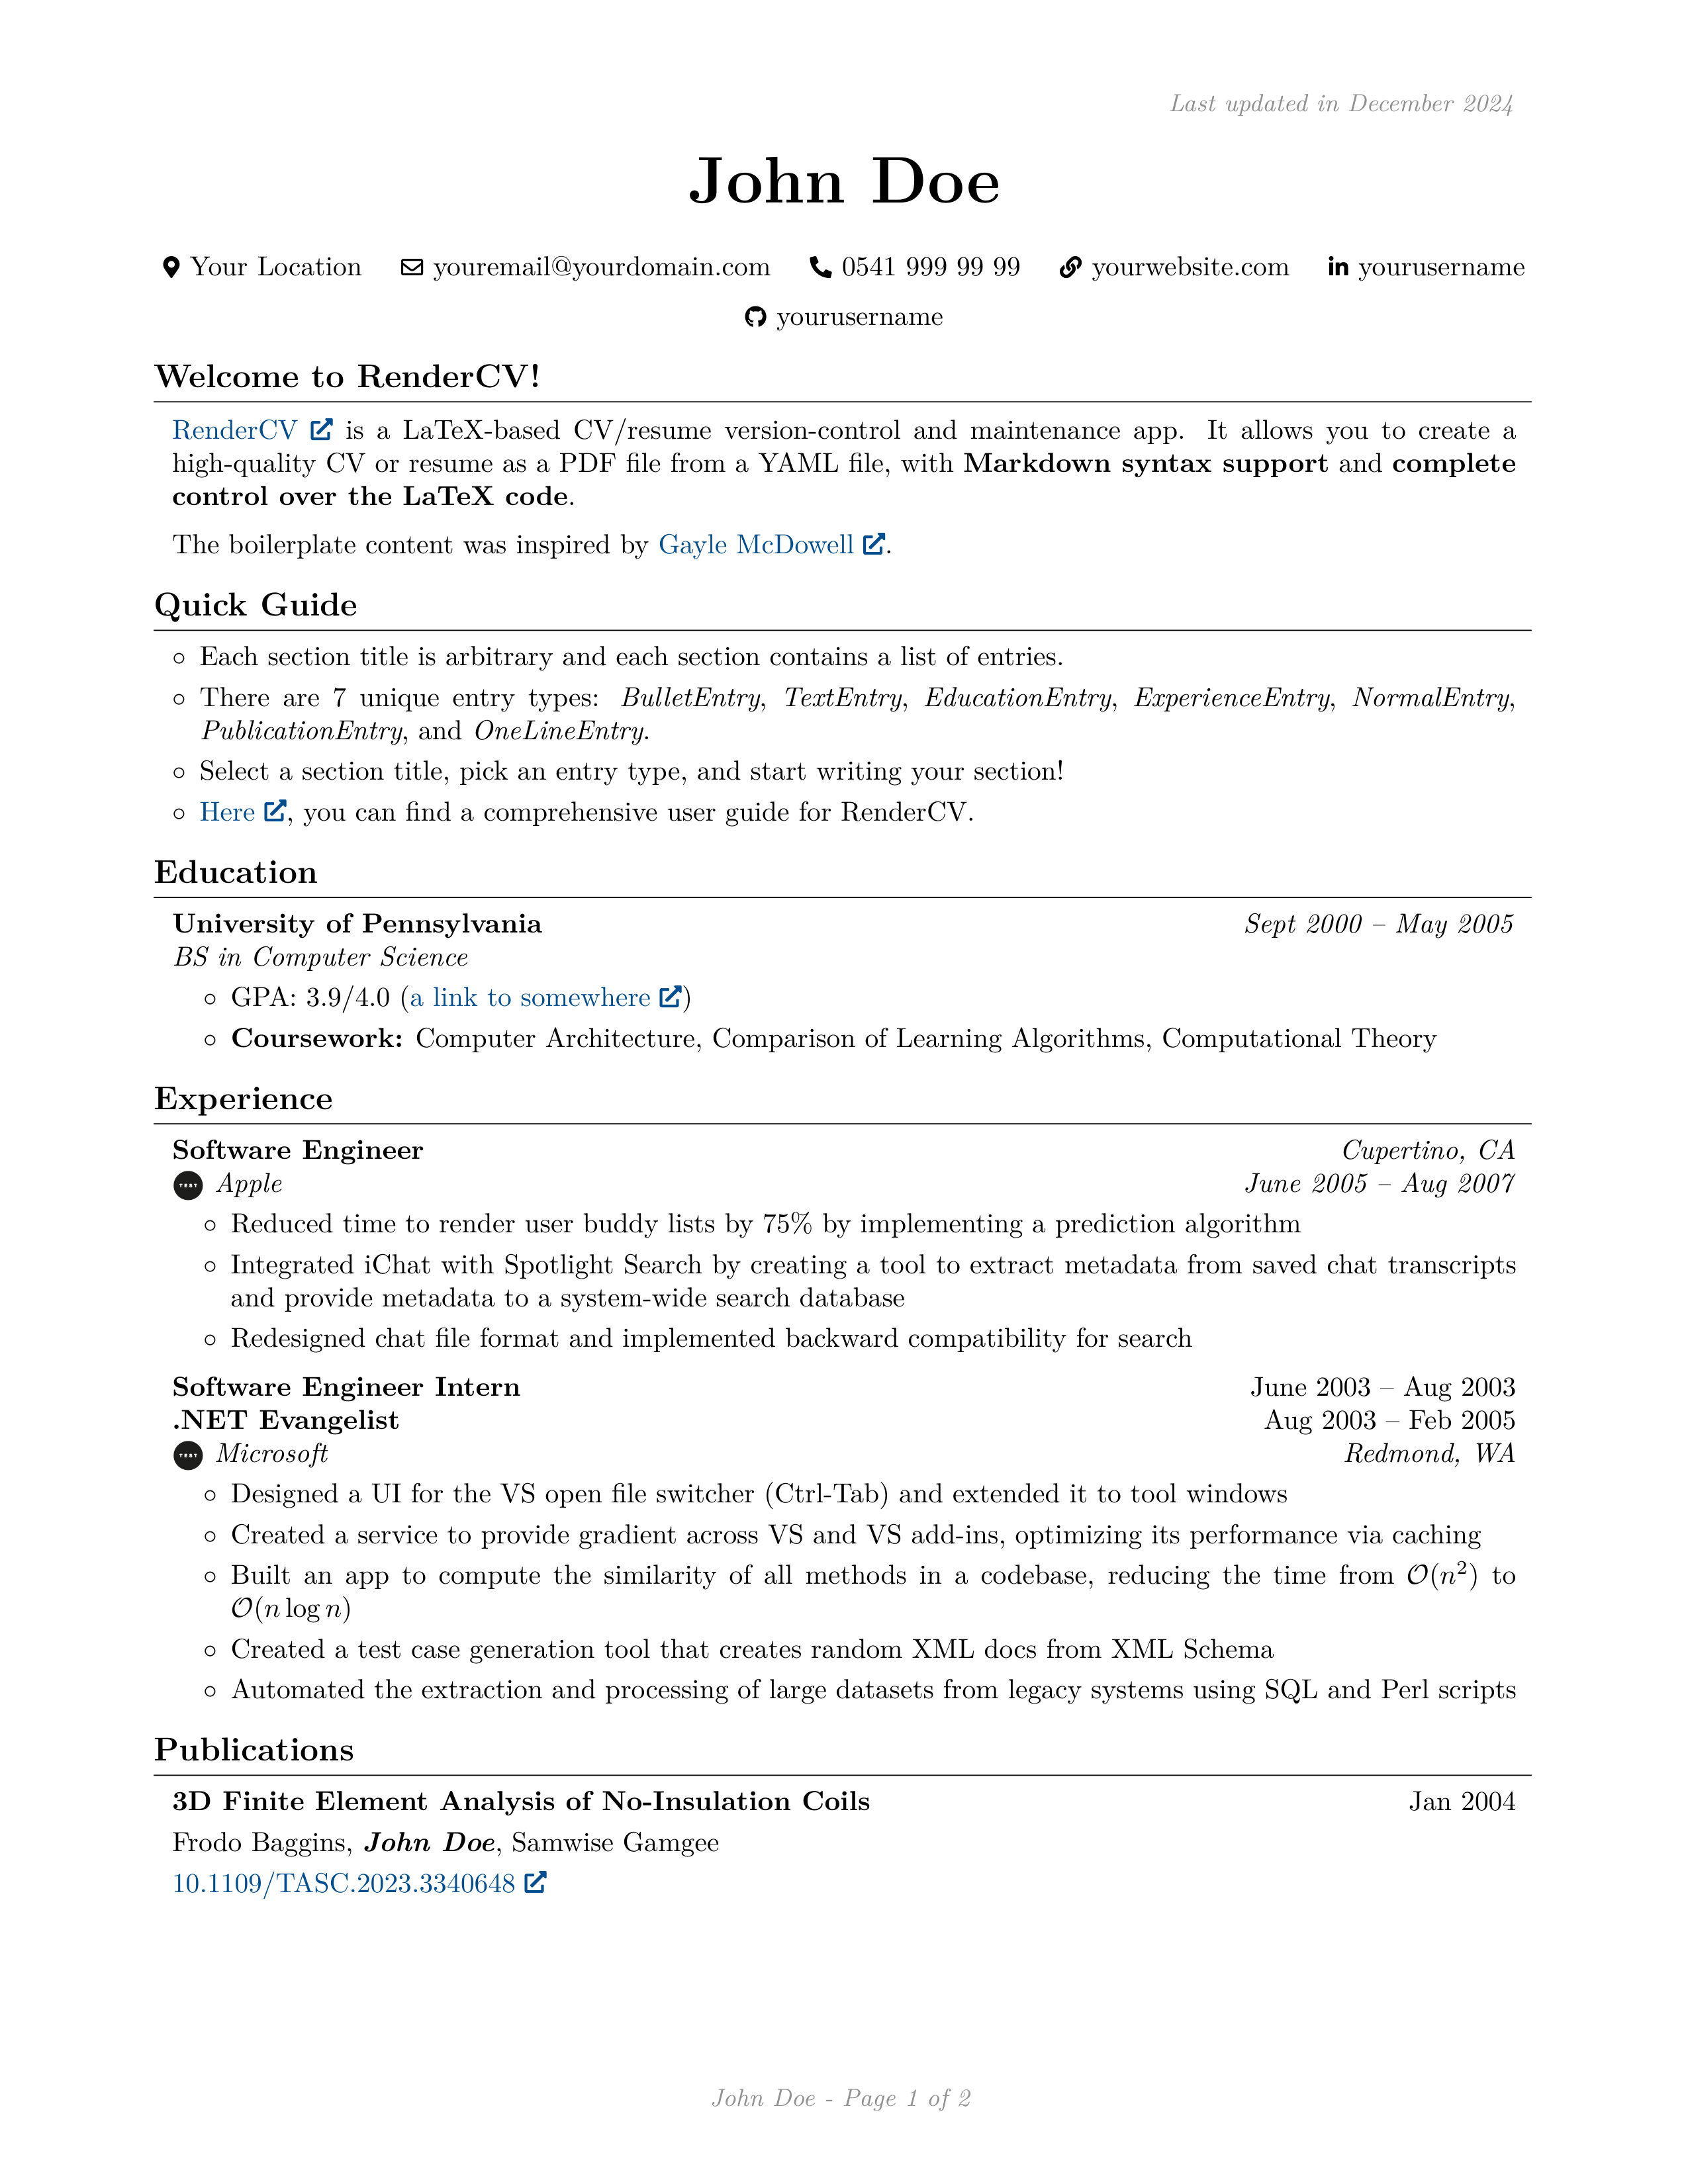 Last updated in December 2024
John Doe
Your Location youremail@yourdomain.com 0541 999 99 99 yourwebsite.com yourusername
yourusername
Welcome to RenderCV!
RenderCV is a LaTeX-based CV/resume version-control and maintenance app. It allows you to create a
high-quality CV or resume as a PDF file from a YAML file, with Markdown syntax support and complete
control over the LaTeX code.
The boilerplate content was inspired by Gayle McDowell.
Quick Guide
◦ Each section title is arbitrary and each section contains a list of entries.
◦ There are 7 unique entry types: BulletEntry, TextEntry, EducationEntry, ExperienceEntry, NormalEntry,
PublicationEntry, and OneLineEntry.
◦ Select a section title, pick an entry type, and start writing your section!
◦ Here, you can find a comprehensive user guide for RenderCV.
Education
University of Pennsylvania Sept 2000 – May 2005
BS in Computer Science
◦ GPA: 3.9/4.0 (a link to somewhere)
◦ Coursework: Computer Architecture, Comparison of Learning Algorithms, Computational Theory
Experience
Software Engineer Cupertino, CA
TEST Apple June 2005 – Aug 2007
◦ Reduced time to render user buddy lists by 75% by implementing a prediction algorithm
◦ Integrated iChat with Spotlight Search by creating a tool to extract metadata from saved chat transcripts
and provide metadata to a system-wide search database
◦ Redesigned chat file format and implemented backward compatibility for search
Software Engineer Intern June 2003 – Aug 2003
.NET Evangelist Aug 2003 – Feb 2005
TEST Microsoft Redmond, WA
◦ Designed a UI for the VS open file switcher (Ctrl-Tab) and extended it to tool windows
◦ Created a service to provide gradient across VS and VS add-ins, optimizing its performance via caching
◦ Built an app to compute the similarity of all methods in a codebase, reducing the time from 𝒪(n²) to
𝒪(n log n)
◦ Created a test case generation tool that creates random XML docs from XML Schema
◦ Automated the extraction and processing of large datasets from legacy systems using SQL and Perl scripts
Publications
3D Finite Element Analysis of No-Insulation Coils Jan 2004
Frodo Baggins, John Doe, Samwise Gamgee
10.1109/TASC.2023.3340648
John Doe - Page 1 of 2